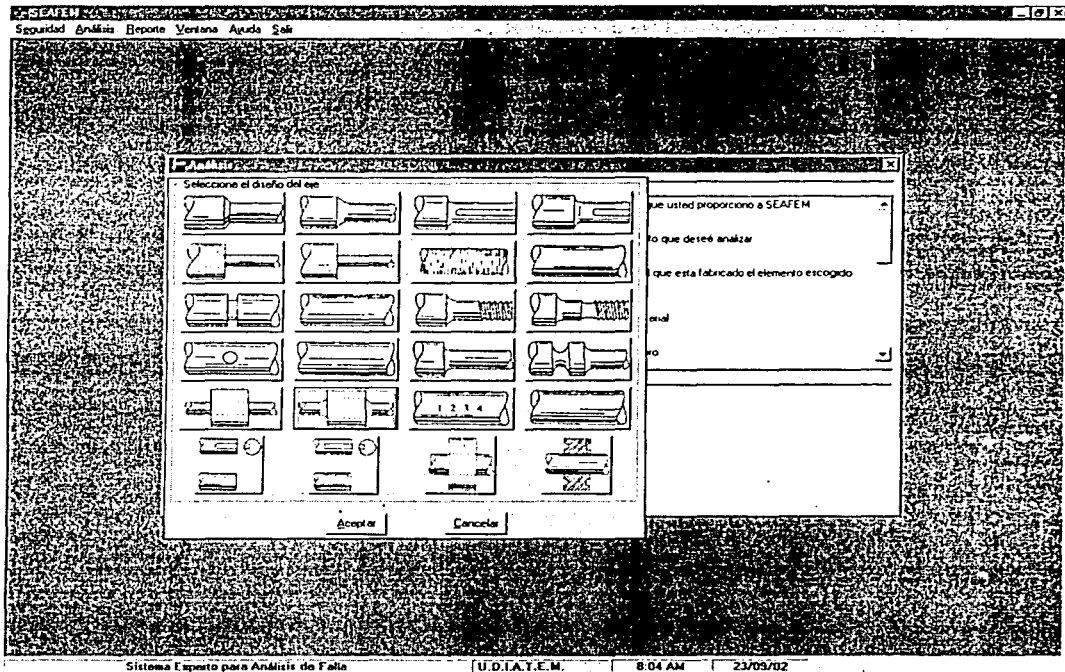 SEAFEM
Seguridad Análisis Reporte Ventana Ayuda Salir
Análisis
Seleccione el diseño del eje
que usted proporciono a SEAFEM
to que deseé analizar
l que esta fabricado el elemento escogido
erial
ro
1 2 3 4
Aceptar Cancelar
Sistema Experto para Análisis de Falla U.D.I.A.T.E.M. 8:04 AM 23/09/02